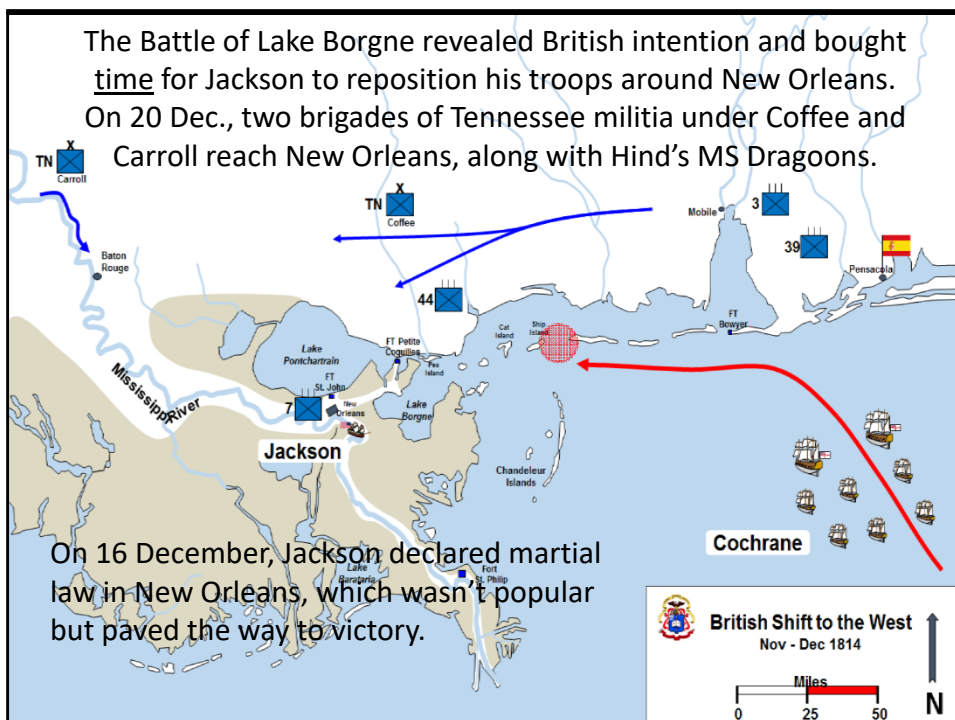 The Battle of Lake Borgne revealed British intention and bought
time for Jackson to reposition his troops around New Orleans.
On 20 Dec., two brigades of Tennessee militia under Coffee and
Carroll reach New Orleans, along with Hind's MS Dragoons.
X
TN
Carroll
X
TN
Coffee
Mobile
3
39
Pensacola
Baton
Rouge
44
FT
Bowyer
Cat
Island
Ship
Island
FT Petite
Coquilles
Pea
Island
Lake
Pontchartrain
FT
St. John
Mississippi
River
7
New
Orleans
Lake
Borgne
Jackson
Chandeleur
Islands
Cochrane
On 16 December, Jackson declared martial
law in New Orleans, which wasn't popular
but paved the way to victory.
Lake
Barataria
Fort
St. Philip
British Shift to the West
Nov - Dec 1814
Miles
0 25 50
N